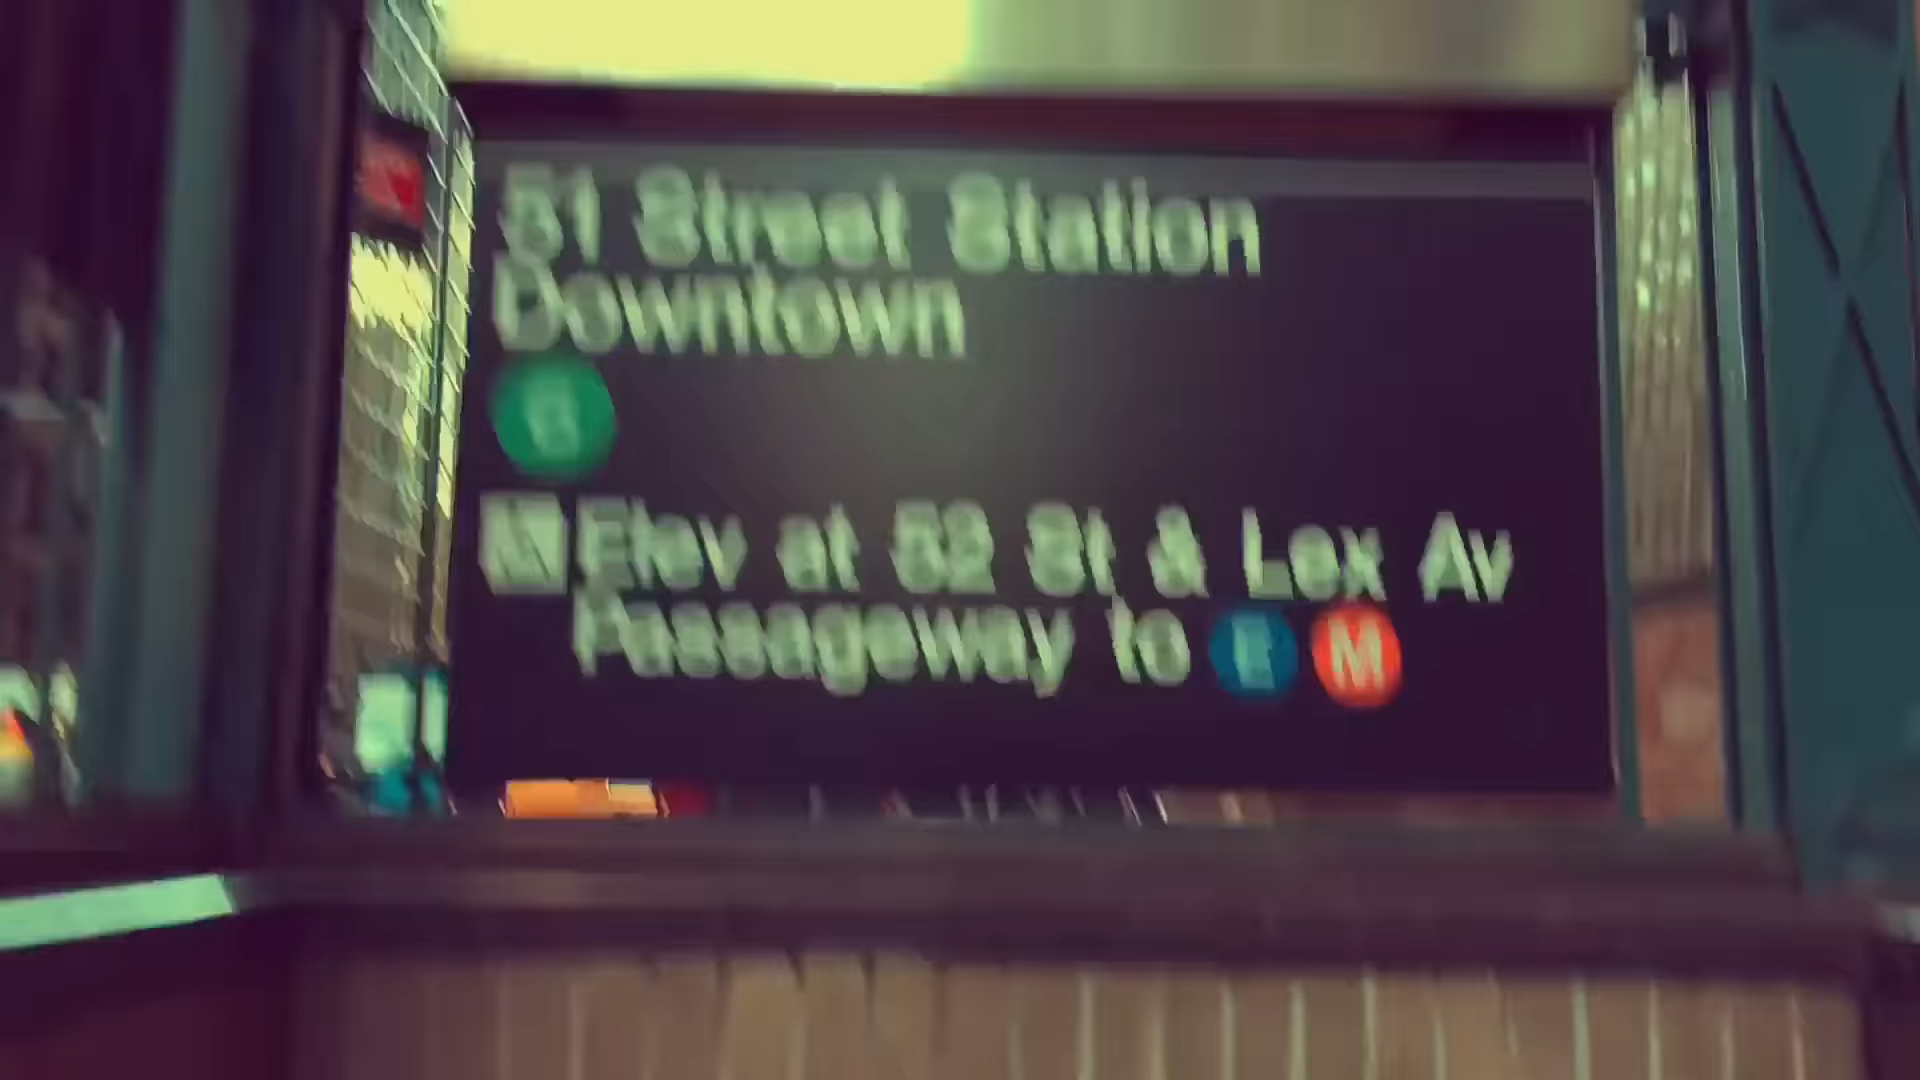 51 Street Station
Downtown
6
Elev at 52 St & Lex Av
Passageway to E M